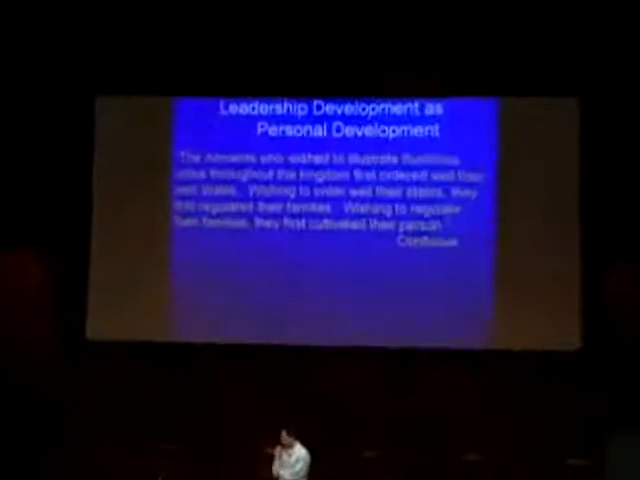 Leadership Development as
Personal Development
The Ancients who wished to illustrate illustrious
virtue throughout the kingdom first ordered well their
own states. Wishing to order well their states, they
first regulated their families. Wishing to regulate
their families, they first cultivated their person.
Confucius